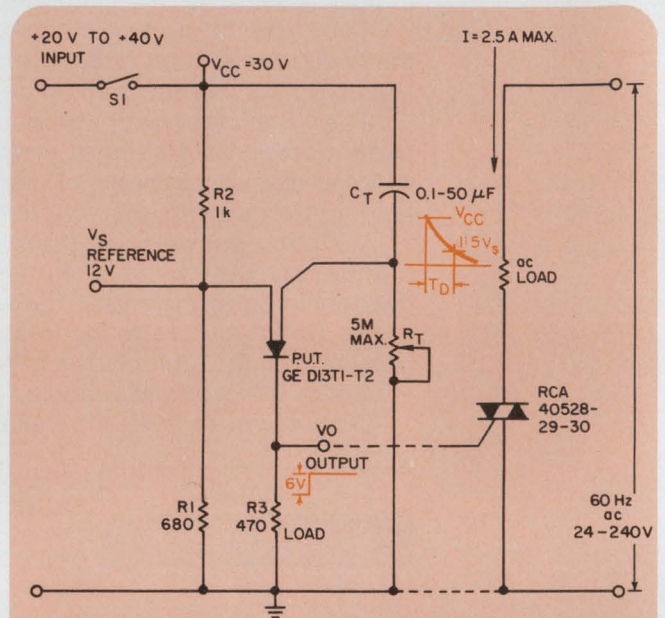 +20 V TO +40 V
INPUT
S1
VCC = 30 V
I = 2.5 A MAX.
R2
1k
CT
0.1-50 µF
VCC
1.5 VS
TD
VS
REFERENCE
12 V
ac
LOAD
5M
MAX.
RT
P.U.T.
GE D13T1-T2
RCA
40528-
29-30
VO
OUTPUT
6V
R1
680
R3
470
LOAD
60 Hz
ac
24-240V